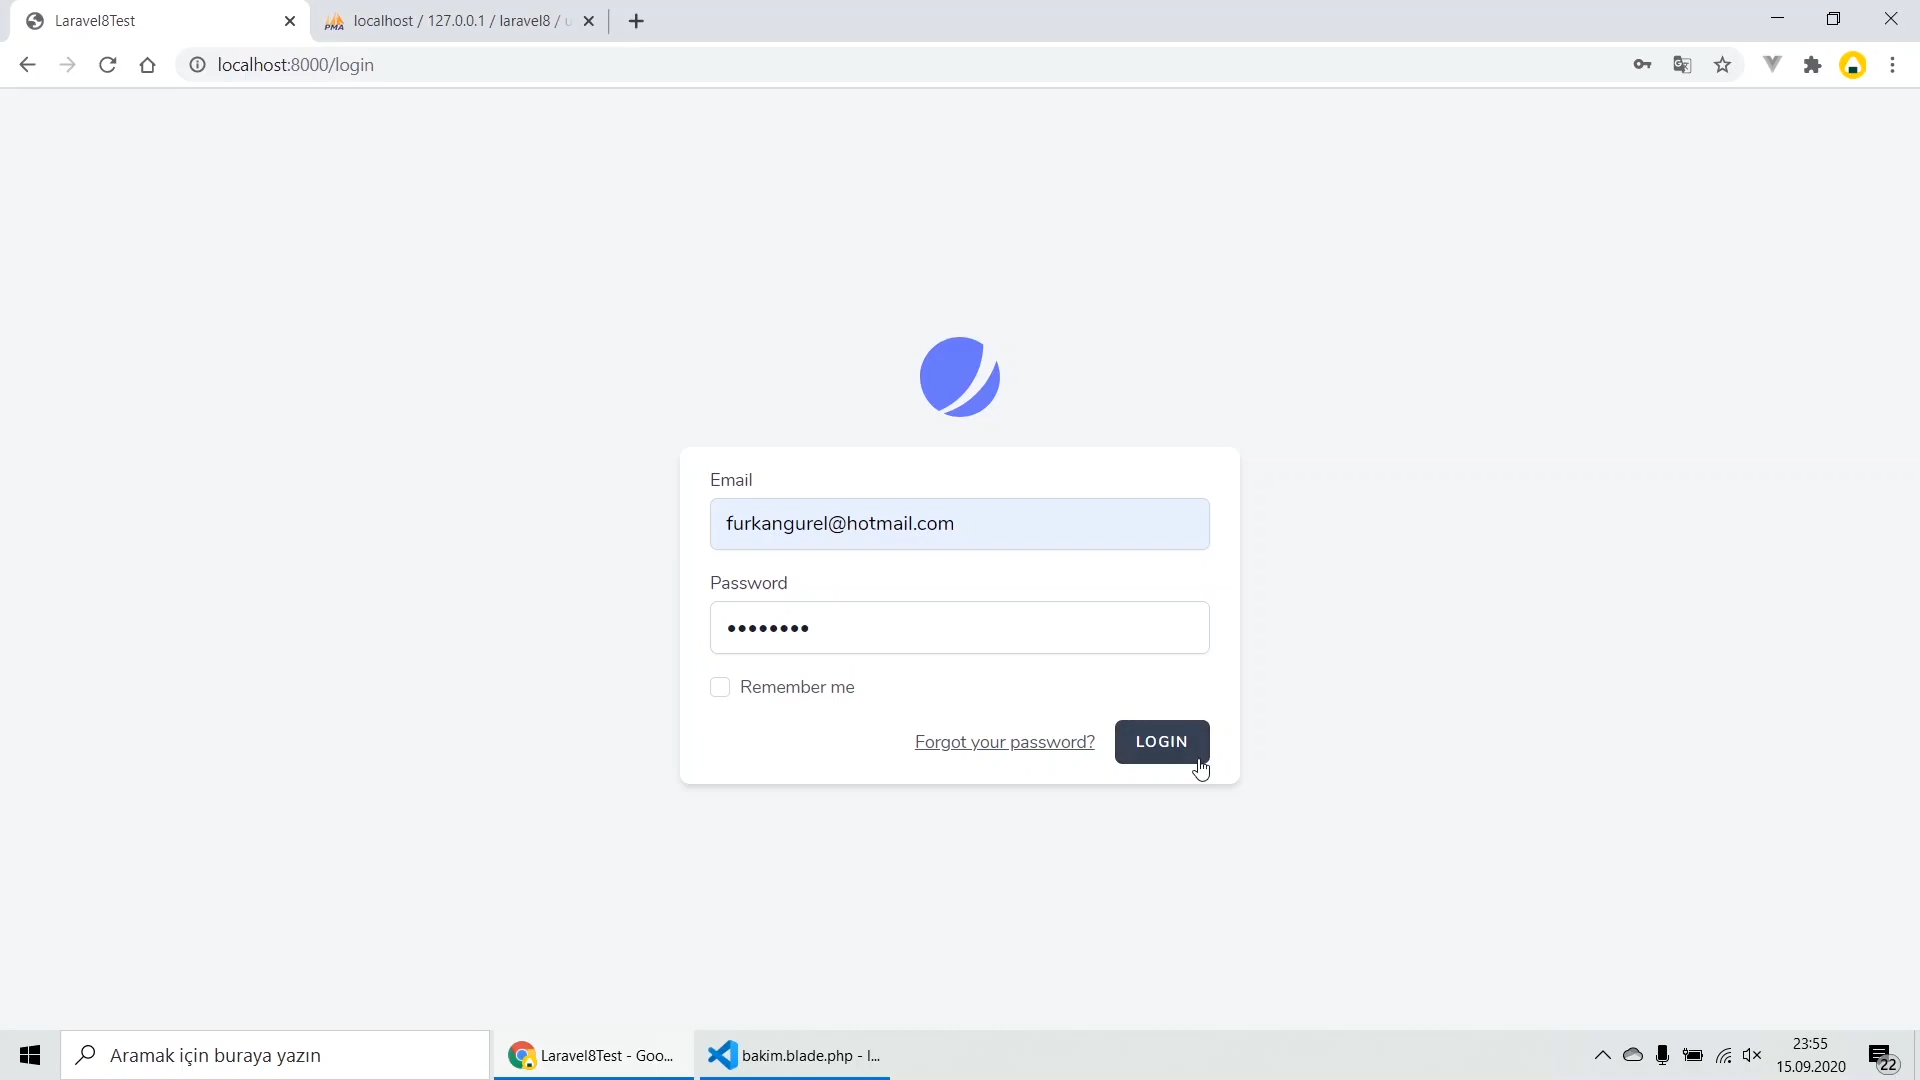 Laravel8Test
localhost / 127.0.0.1 / laravel8 / u
localhost:8000/login
Email
furkangurel@hotmail.com
Password
••••••••
Remember me
Forgot your password?
LOGIN
Aramak için buraya yazın
Laravel8Test - Goo...
bakim.blade.php - l...
23:55
15.09.2020
22
PMA